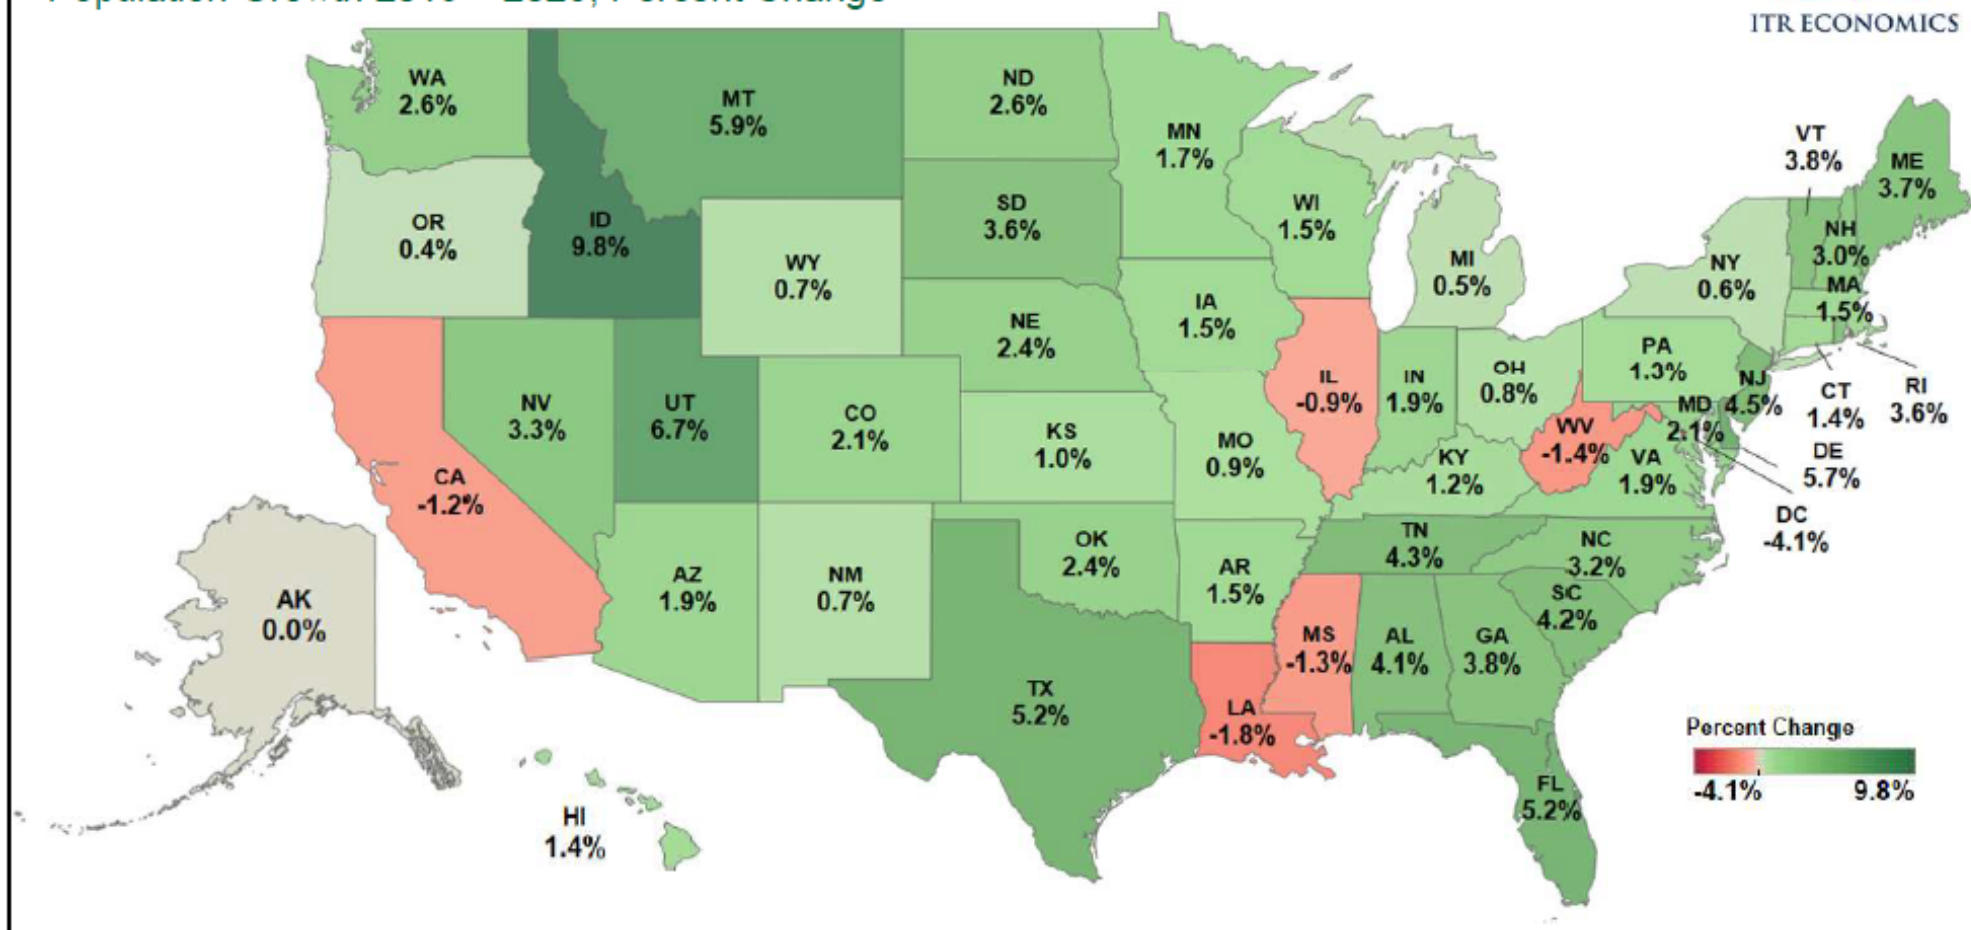 ITR ECONOMICS
WA
2.6%
MT
5.9%
ND
2.6%
MN
1.7%
VT
3.8%
ME
3.7%
OR
0.4%
ID
9.8%
WY
0.7%
SD
3.6%
WI
1.5%
MI
0.5%
NY
0.6%
NH
3.0%
MA
1.5%
NE
2.4%
IA
1.5%
PA
1.3%
NJ
4.5%
CT
1.4%
RI
3.6%
NV
3.3%
UT
6.7%
CO
2.1%
KS
1.0%
MO
0.9%
IL
-0.9%
IN
1.9%
OH
0.8%
WV
-1.4%
MD
2.1%
DE
5.7%
DC
-4.1%
KY
1.2%
VA
1.9%
CA
-1.2%
AZ
1.9%
NM
0.7%
OK
2.4%
AR
1.5%
TN
4.3%
NC
3.2%
SC
4.2%
AK
0.0%
TX
5.2%
LA
-1.8%
MS
-1.3%
AL
4.1%
GA
3.8%
FL
5.2%
HI
1.4%
Percent Change
-4.1% 9.8%